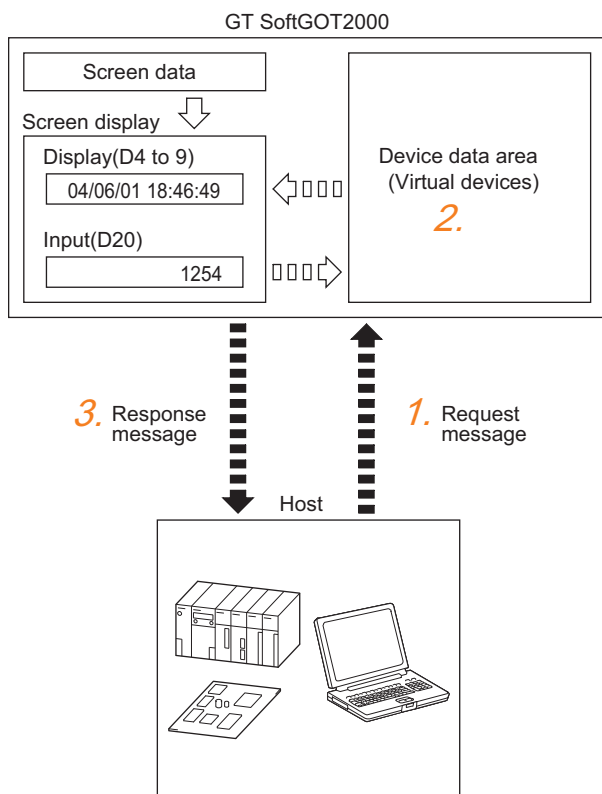 GT SoftGOT2000
Screen data
Screen display
Display(D4 to 9)
04/06/01 18:46:49
Input(D20)
1254
Device data area
(Virtual devices)
2.
3. Response
message
1. Request
message
Host